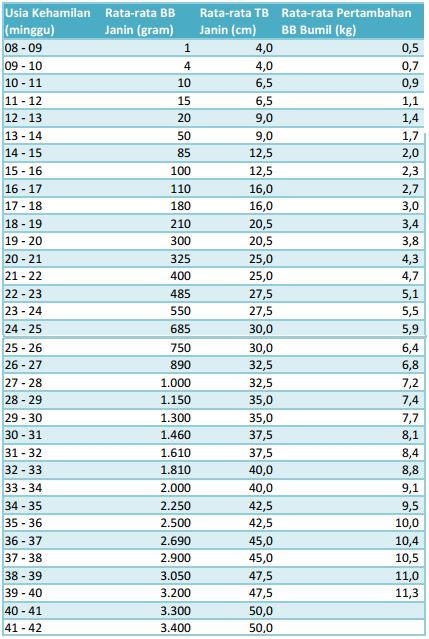 Usia Kehamilan Rata-rata BB Rata-rata TB Rata-rata Pertambahan
(minggu) Janin (gram) Janin (cm) BB Bumil (kg)
08 - 09 1 4,0 0,5
09 - 10 4 4,0 0,7
10 - 11 10 6,5 0,9
11 - 12 15 6,5 1,1
12 - 13 20 9,0 1,4
13 - 14 50 9,0 1,7
14 - 15 85 12,5 2,0
15 - 16 100 12,5 2,3
16 - 17 110 16,0 2,7
17 - 18 180 16,0 3,0
18 - 19 210 20,5 3,4
19 - 20 300 20,5 3,8
20 - 21 325 25,0 4,3
21 - 22 400 25,0 4,7
22 - 23 485 27,5 5,1
23 - 24 550 27,5 5,5
24 - 25 685 30,0 5,9
25 - 26 750 30,0 6,4
26 - 27 890 32,5 6,8
27 - 28 1.000 32,5 7,2
28 - 29 1.150 35,0 7,4
29 - 30 1.300 35,0 7,7
30 - 31 1.460 37,5 8,1
31 - 32 1.610 37,5 8,4
32 - 33 1.810 40,0 8,8
33 - 34 2.000 40,0 9,1
34 - 35 2.250 42,5 9,5
35 - 36 2.500 42,5 10,0
36 - 37 2.690 45,0 10,4
37 - 38 2.900 45,0 10,5
38 - 39 3.050 47,5 11,0
39 - 40 3.200 47,5 11,3
40 - 41 3.300 50,0
41 - 42 3.400 50,0